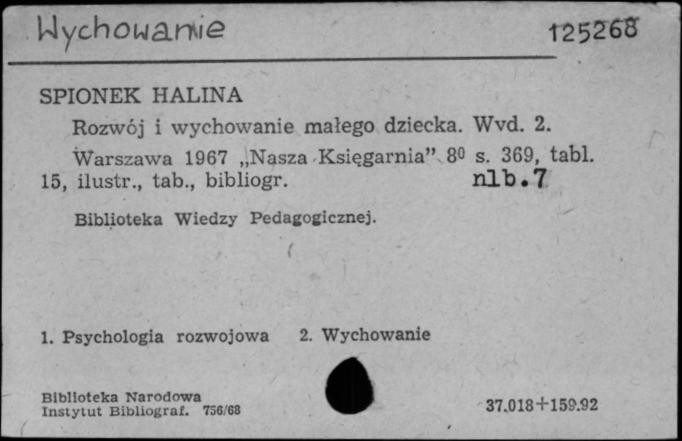 Wychowanie 125268
SPIONEK HALINA
Rozwój i wychowanie małego dziecka. Wvd. 2.
Warszawa 1967 „Nasza Księgarnia” 8⁰ s. 369, tabl.
15, ilustr., tab., bibliogr. nlb.7
Biblioteka Wiedzy Pedagogicznej.
1. Psychologia rozwojowa 2. Wychowanie
Biblioteka Narodowa
Instytut Bibliograf. 756/68 37.018+159.92